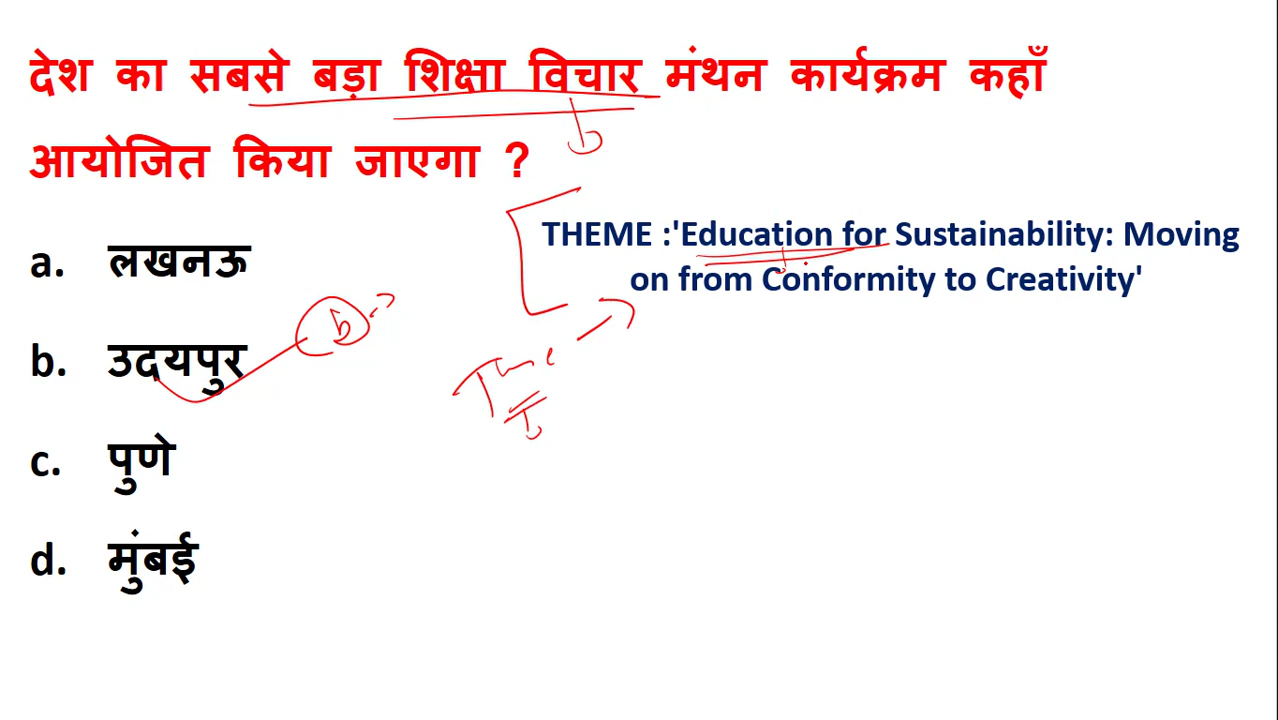 देश का सबसे बड़ा शिक्षा विचार मंथन कार्यक्रम कहाँ
आयोजित किया जाएगा ?
THEME :'Education for Sustainability: Moving
on from Conformity to Creativity'
a. लखनऊ
b. उदयपुर
b
c. पुणे
d. मुंबई